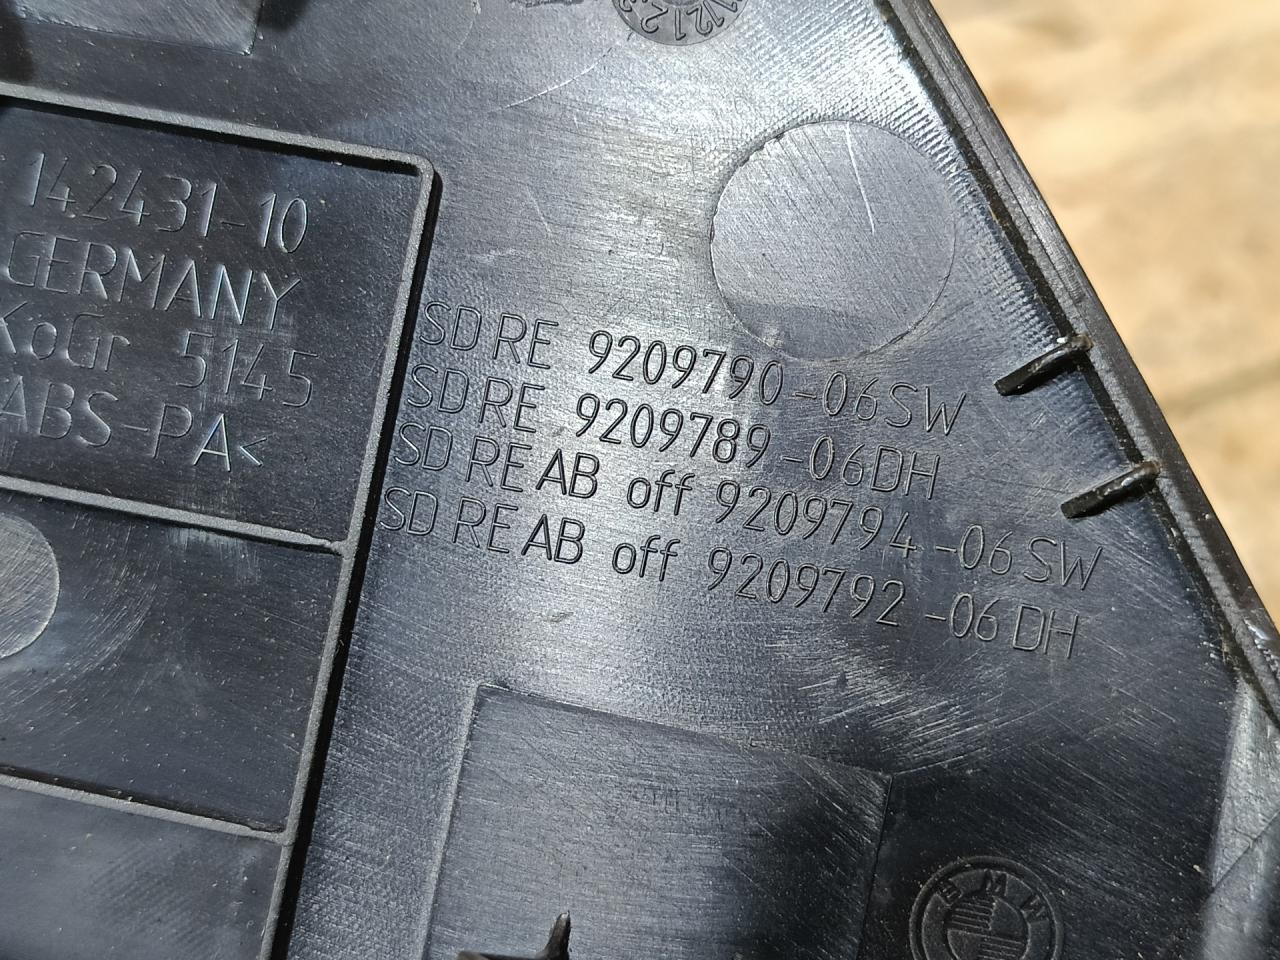 142431-10
GERMANY
KoGr 5145
ABS-PA<
SD RE 9209790-06SW
SD RE 9209789-06DH
SD RE AB off 9209794-06SW
SD RE AB off 9209792-06DH
BMW